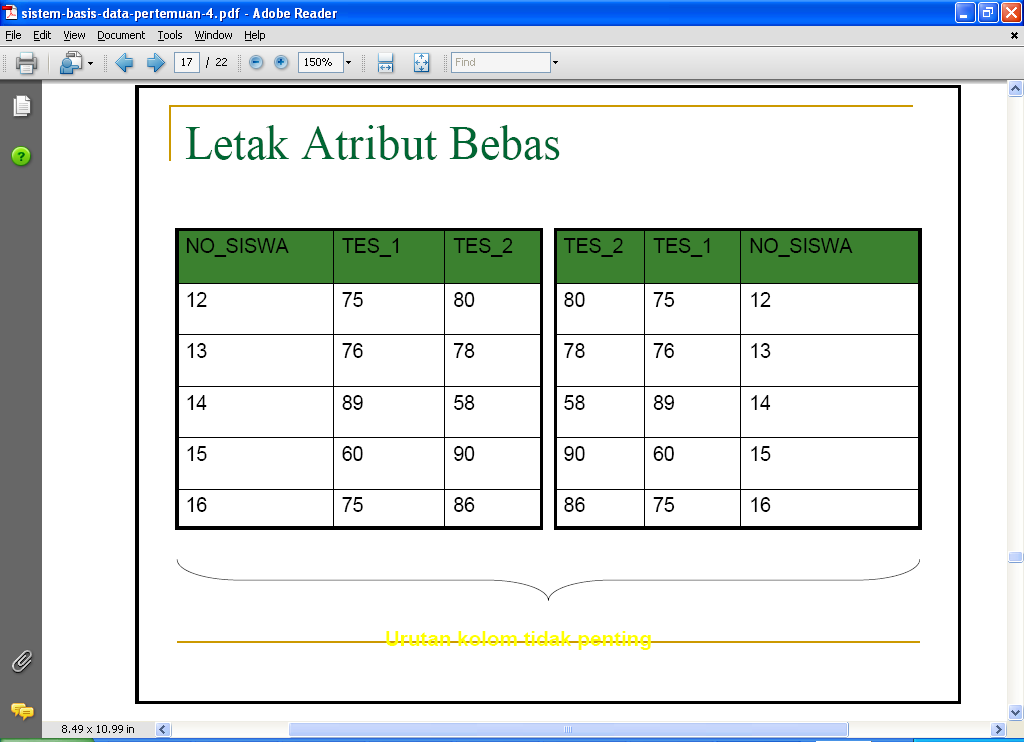 sistem-basis-data-pertemuan-4.pdf - Adobe Reader
File Edit View Document Tools Window Help
17 / 22 150% Find
Letak Atribut Bebas
NO_SISWA TES_1 TES_2 TES_2 TES_1 NO_SISWA
12 75 80 80 75 12
13 76 78 78 76 13
14 89 58 58 89 14
15 60 90 90 60 15
16 75 86 86 75 16
Urutan kolom tidak penting
8.49 x 10.99 in